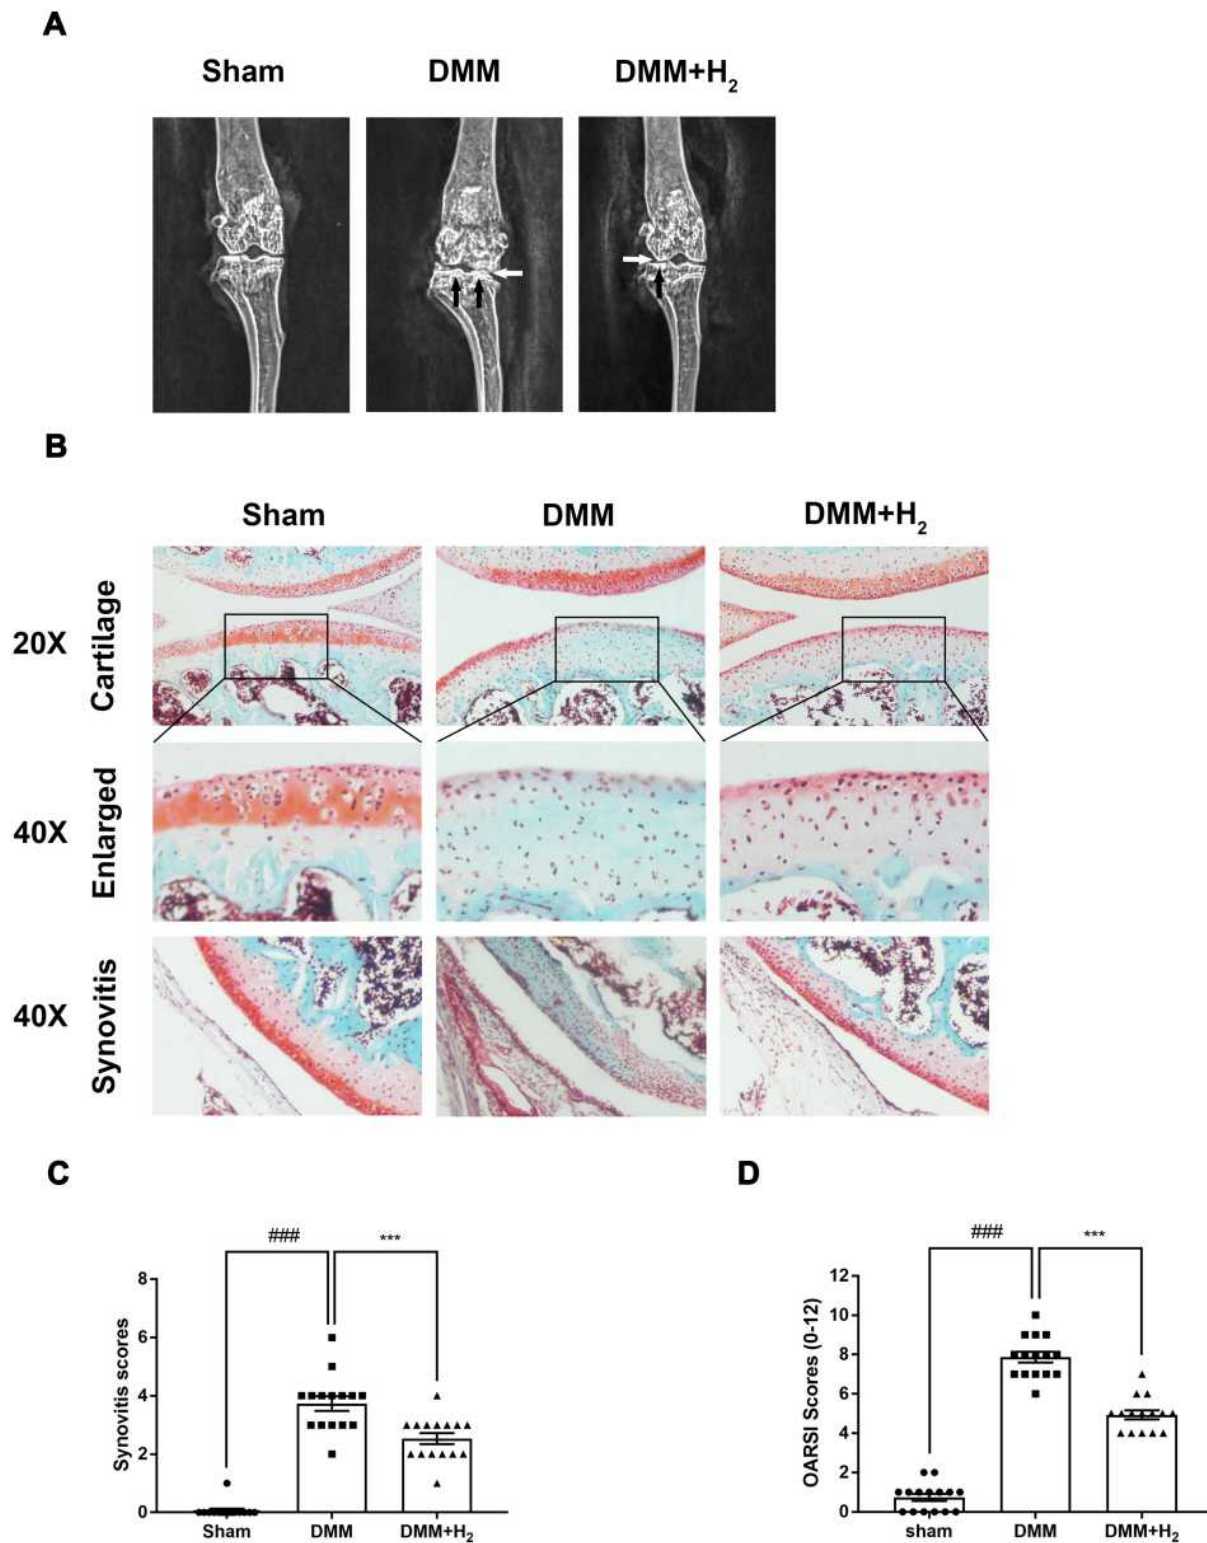 A
Sham DMM DMM+H₂
B
Sham DMM DMM+H₂
20X Cartilage
40X Enlarged
40X Synovitis
C
###
***
8
6
4
2
0
Synovitis scores
Sham DMM DMM+H₂
D
###
***
12
10
8
6
4
2
0
OARSI Scores (0-12)
sham DMM DMM+H₂